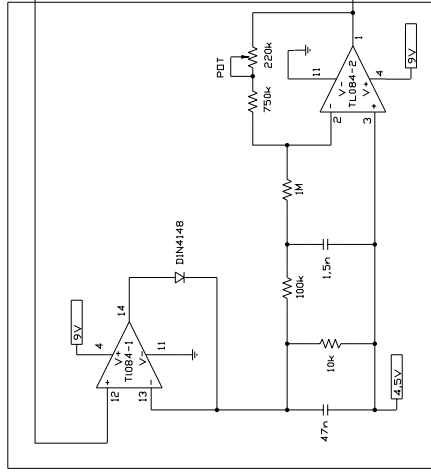 POT
220k
750k
1
11
V-
V+
4
9V
TL084-2
-
+
2
3
1M
D1N4148
14
1,5n
100k
9V
4
V+
Tl084-1
V-
11
+
-
12
13
10k
47n
4,5V